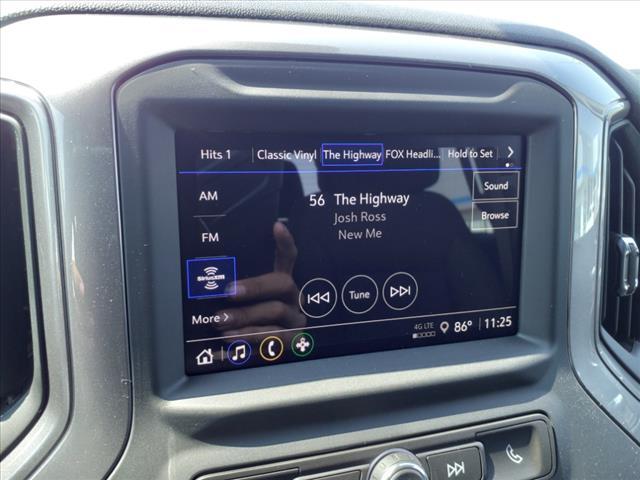 Hits 1 Classic Vinyl The Highway FOX Headli... Hold to Set
AM
FM
SiriusXM
More
56 The Highway
Josh Ross
New Me
Sound
Browse
Tune
4G LTE 86° 11:25